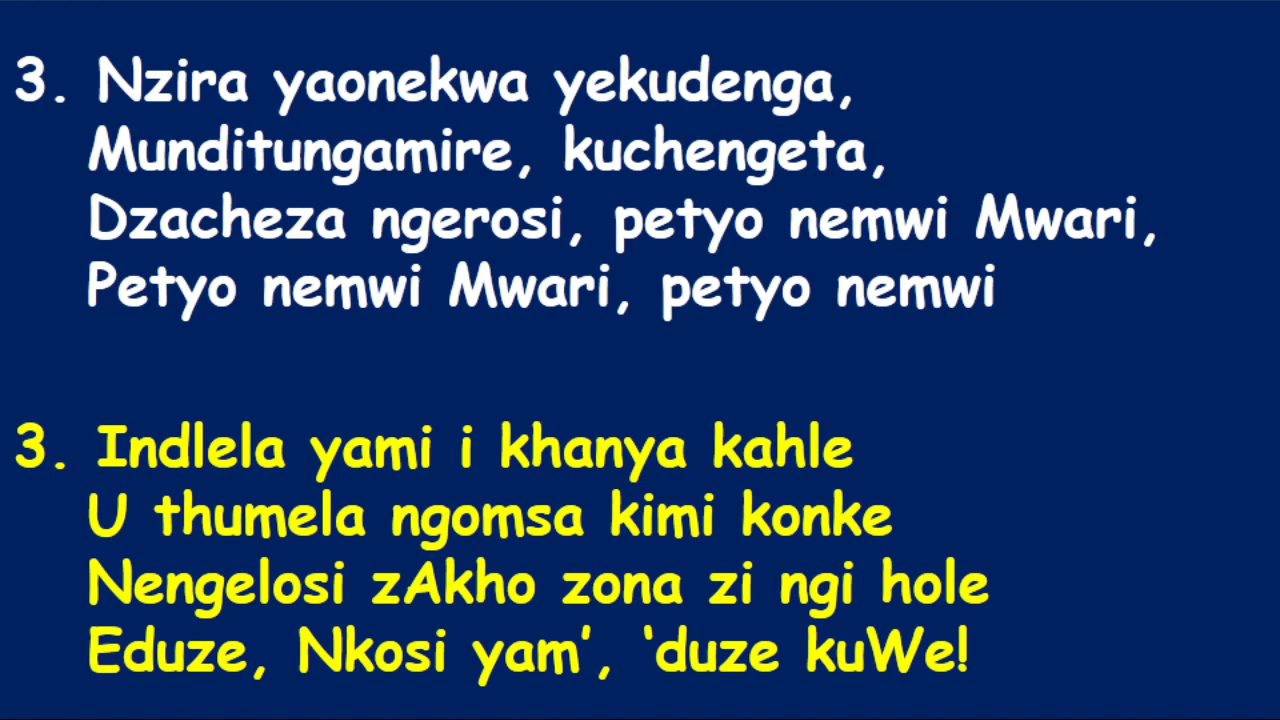 3. Nzira yaonekwa yekudenga,
Munditungamire, kuchengeta,
Dzacheza ngerosi, petyo nemwi Mwari,
Petyo nemwi Mwari, petyo nemwi
3. Indlela yami i khanya kahle
U thumela ngomsa kimi konke
Nengelosi zAkho zona zi ngi hole
Eduze, Nkosi yam’, ‘duze kuWe!